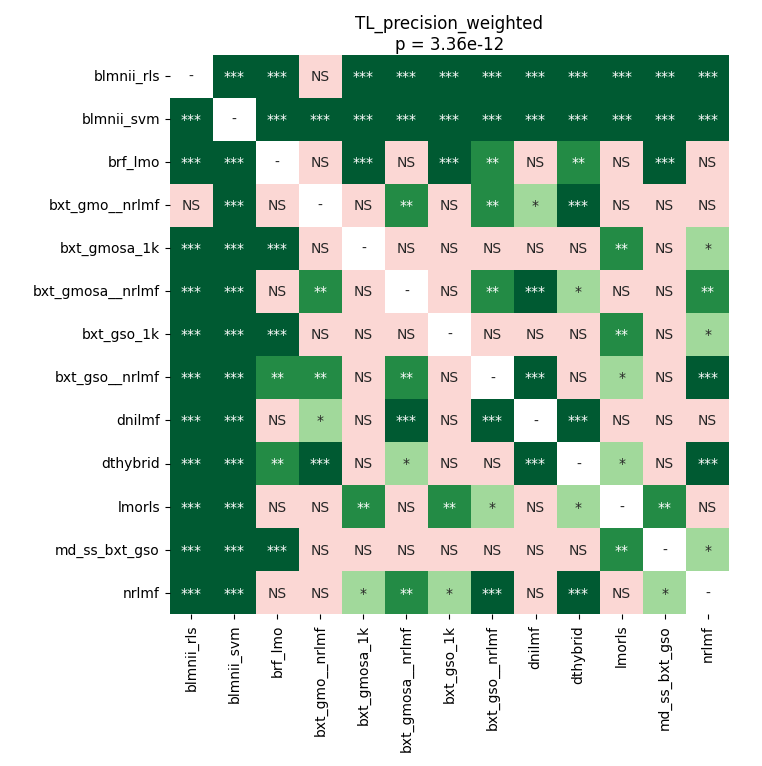 TL_precision_weighted
p = 3.36e-12
blmnii_rls - *** *** NS *** *** *** *** *** *** *** *** ***
blmnii_svm *** - *** *** *** *** *** *** *** *** *** *** ***
brf_lmo *** *** - NS *** NS *** ** NS ** NS *** NS
bxt_gmo__nrlmf NS *** NS - NS ** NS ** * *** NS NS NS
bxt_gmosa_1k *** *** *** NS - NS NS NS NS NS ** NS *
bxt_gmosa__nrlmf *** *** NS ** NS - NS ** *** * NS NS **
bxt_gso_1k *** *** *** NS NS NS - NS NS NS ** NS *
bxt_gso__nrlmf *** *** ** ** NS ** NS - *** NS * NS ***
dnilmf *** *** NS * NS *** NS *** - *** NS NS NS
dthybrid *** *** ** *** NS * NS NS *** - * NS ***
lmorls *** *** NS NS ** NS ** * NS * - ** NS
md_ss_bxt_gso *** *** *** NS NS NS NS NS NS NS ** - *
nrlmf *** *** NS NS * ** * *** NS *** NS * -
blmnii_rls
blmnii_svm
brf_lmo
bxt_gmo__nrlmf
bxt_gmosa_1k
bxt_gmosa__nrlmf
bxt_gso_1k
bxt_gso__nrlmf
dnilmf
dthybrid
lmorls
md_ss_bxt_gso
nrlmf